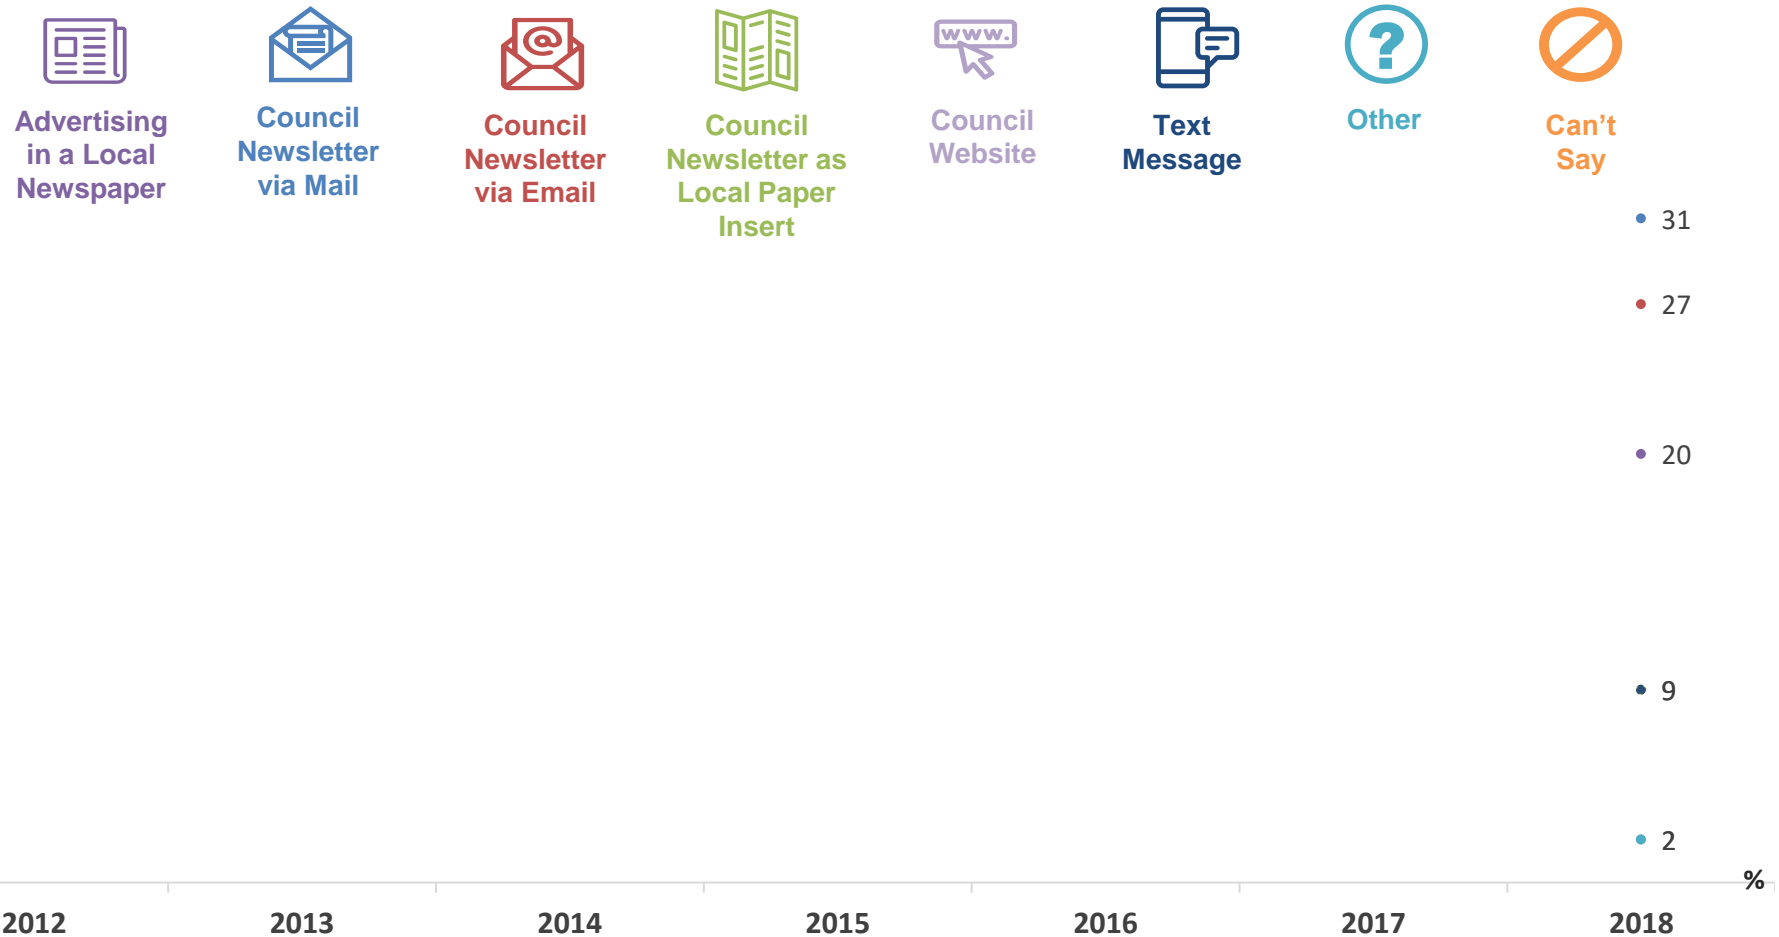 www.
@
?
Advertising
in a Local
Newspaper
Council
Newsletter
via Mail
Council
Newsletter
via Email
Council
Newsletter as
Local Paper
Insert
Council
Website
Text
Message
Other
Can't
Say
31
27
20
9
2
%
2012
2013
2014
2015
2016
2017
2018